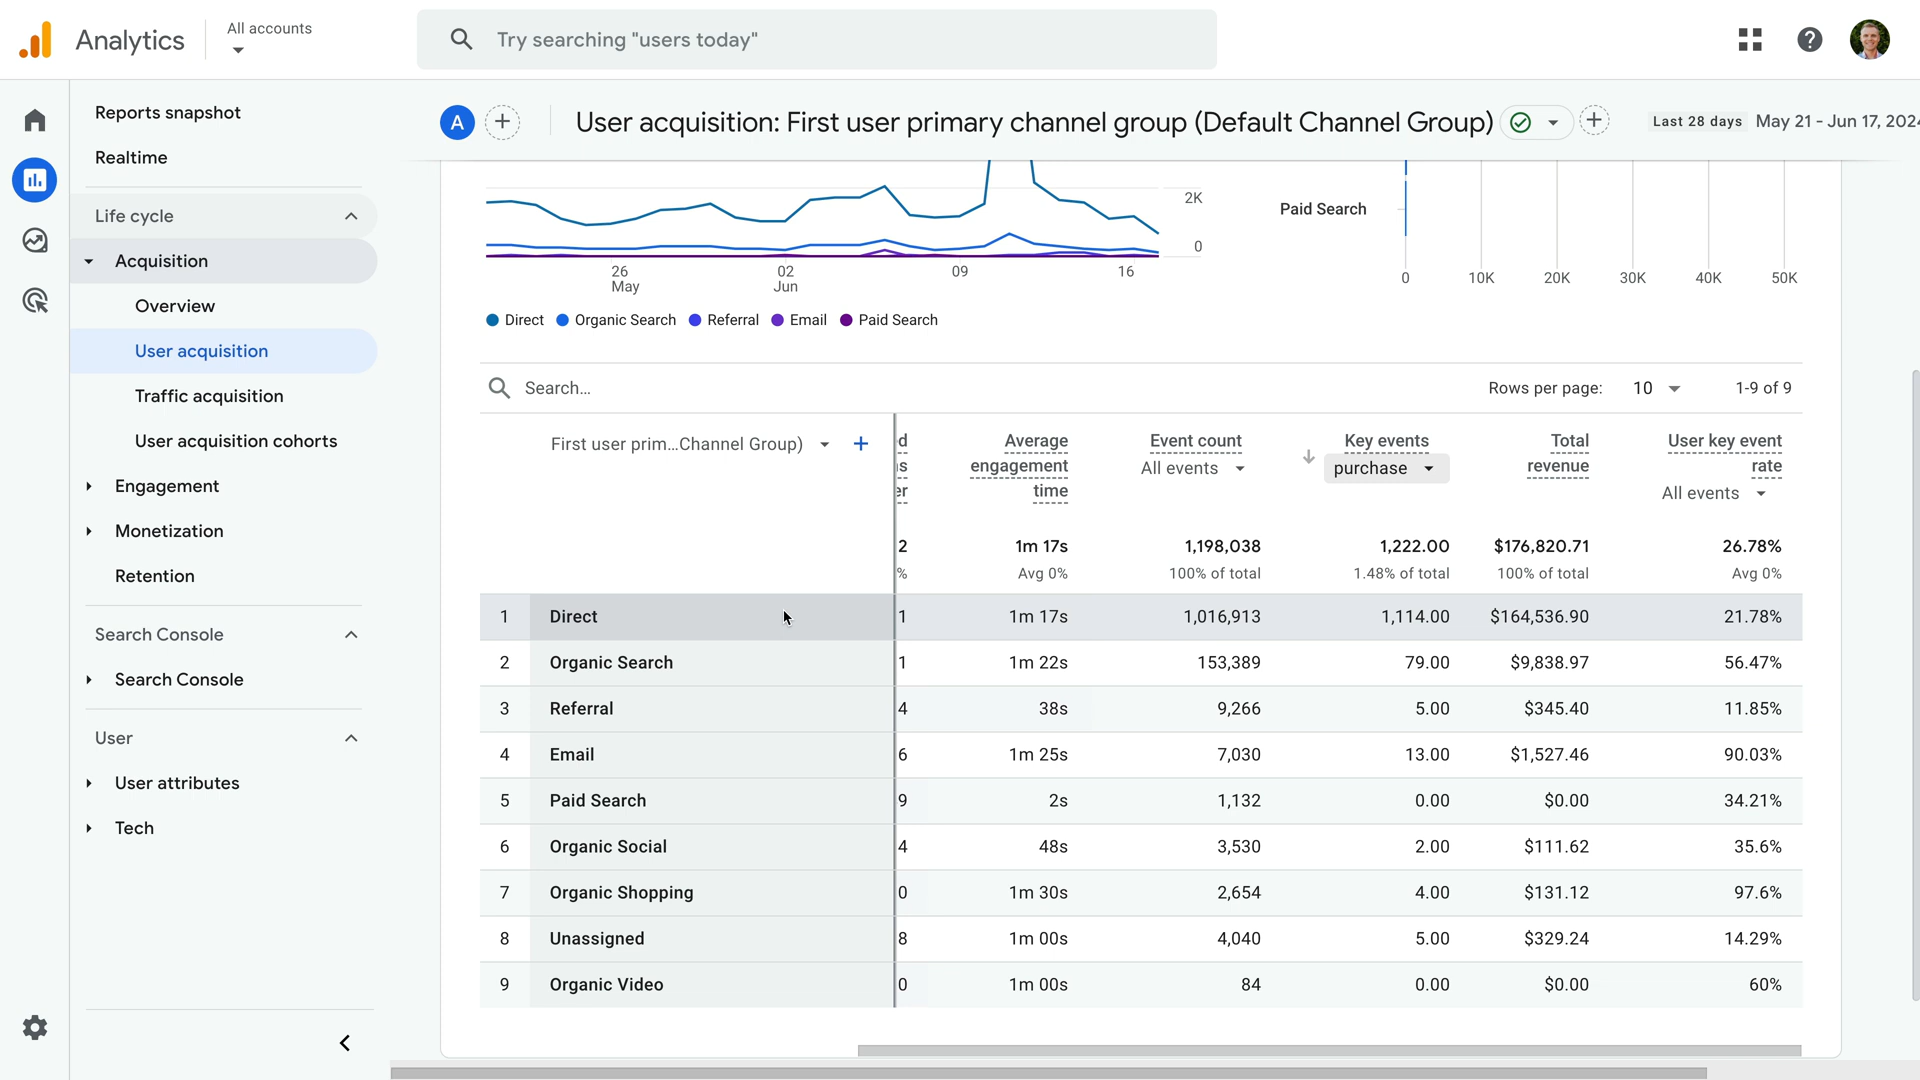 Analytics
All accounts
Try searching "users today"
Reports snapshot
Realtime
Life cycle
Acquisition
Overview
User acquisition
Traffic acquisition
User acquisition cohorts
Engagement
Monetization
Retention
Search Console
Search Console
User
User attributes
Tech
A
User acquisition: First user primary channel group (Default Channel Group)
Last 28 days May 21 - Jun 17, 2024
2K
0
26 May
02 Jun
09
16
Direct Organic Search Referral Email Paid Search
Paid Search
0 10K 20K 30K 40K 50K
Search...
Rows per page: 10 1-9 of 9
First user prim...Channel Group)
d
s
er
Average engagement time
Event count
All events
Key events
purchase
Total revenue
User key event rate
All events
2 1m 17s 1,198,038 1,222.00 $176,820.71 26.78%
% Avg 0% 100% of total 1.48% of total 100% of total Avg 0%
1 Direct 1 1m 17s 1,016,913 1,114.00 $164,536.90 21.78%
2 Organic Search 1 1m 22s 153,389 79.00 $9,838.97 56.47%
3 Referral 4 38s 9,266 5.00 $345.40 11.85%
4 Email 6 1m 25s 7,030 13.00 $1,527.46 90.03%
5 Paid Search 9 2s 1,132 0.00 $0.00 34.21%
6 Organic Social 4 48s 3,530 2.00 $111.62 35.6%
7 Organic Shopping 0 1m 30s 2,654 4.00 $131.12 97.6%
8 Unassigned 8 1m 00s 4,040 5.00 $329.24 14.29%
9 Organic Video 0 1m 00s 84 0.00 $0.00 60%